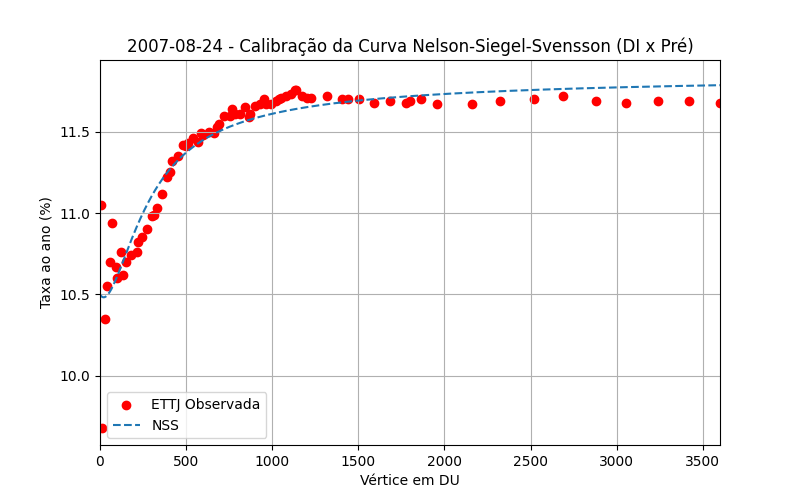 2007-08-24 - Calibração da Curva Nelson-Siegel-Svensson (DI x Pré)
Taxa ao ano (%)
11.5
11.0
10.5
10.0
ETTJ Observada
NSS
0 500 1000 1500 2000 2500 3000 3500
Vértice em DU